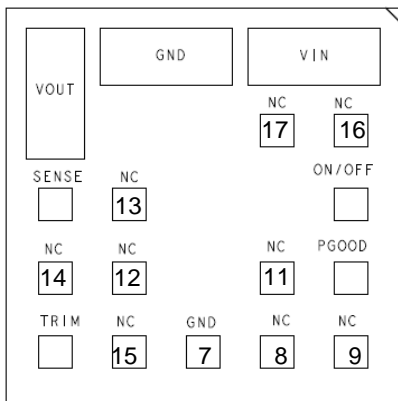 GND VIN
VOUT
NC NC
17 16
SENSE NC ON/OFF
13
NC NC NC PGOOD
14 12 11
TRIM NC GND NC NC
15 7 8 9